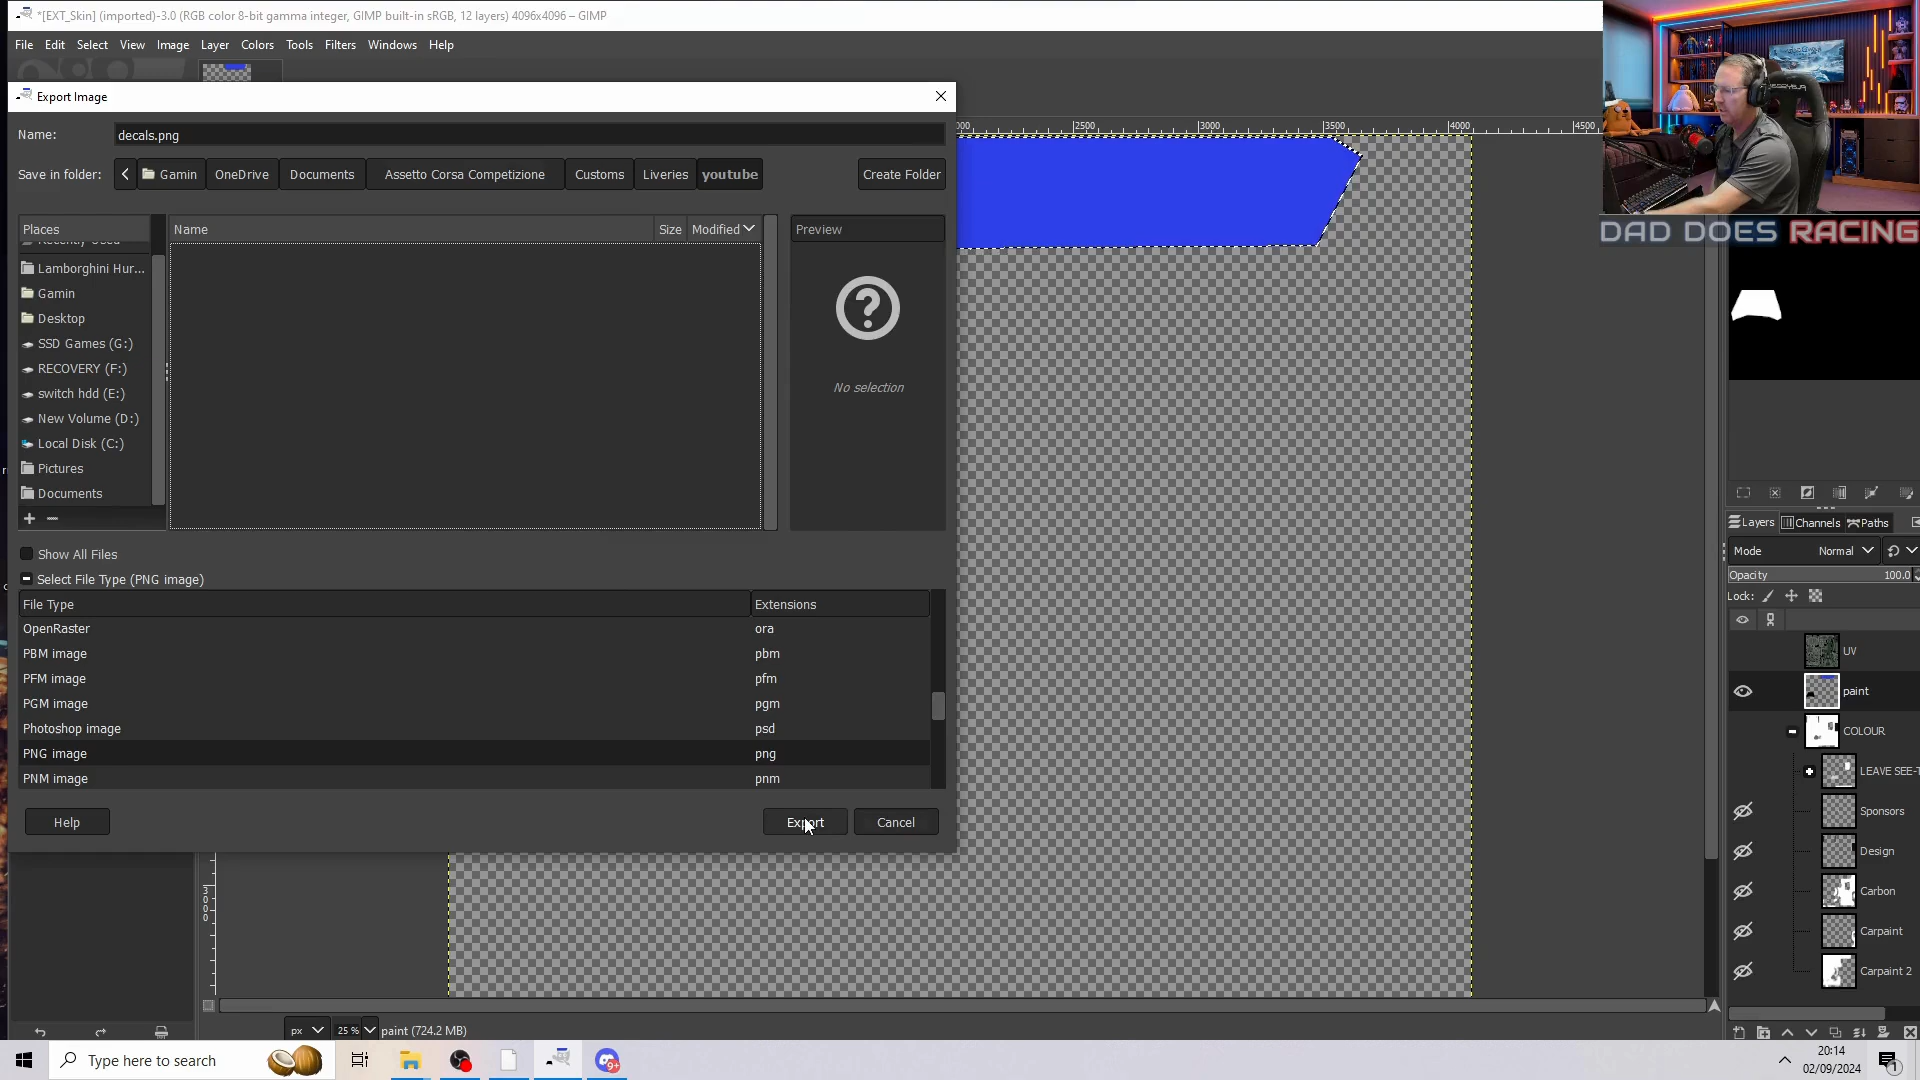 *[EXT_Skin] (imported)-3.0 (RGB color 8-bit gamma integer, GIMP built-in sRGB, 12 layers) 4096x4096 – GIMP
File Edit Select View Image Layer Colors Tools Filters Windows Help
Export Image
Name: decals.png
Save in folder: Gamin OneDrive Documents Assetto Corsa Competizione Customs Liveries youtube Create Folder
Places Name Size Modified Preview
Lamborghini Hur...
Gamin
Desktop
SSD Games (G:)
RECOVERY (F:)
switch hdd (E:)
New Volume (D:)
Local Disk (C:)
Pictures
Documents
No selection
Show All Files
Select File Type (PNG image)
File Type Extensions
OpenRaster ora
PBM image pbm
PFM image pfm
PGM image pgm
Photoshop image psd
PNG image png
PNM image pnm
Help Export Cancel
2500 3000 3500 4000 4500
DAD DOES RACING
Layers Channels Paths
Mode Normal
Opacity 100.0
Lock:
UV
paint
COLOUR
LEAVE SEE-T
Sponsors
Design
Carbon
Carpaint
Carpaint 2
3000
px 25 % paint (724.2 MB)
Type here to search
9+
20:14
02/09/2024
1